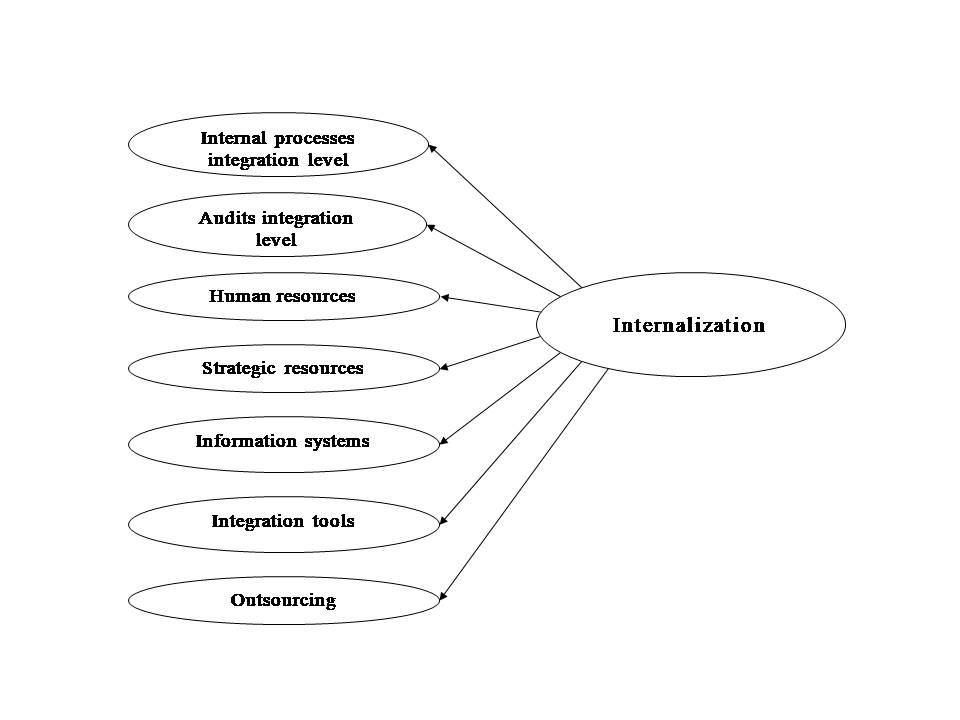 Internal processes
integration level
Audits integration
level
Human resources
Internalization
Strategic resources
Information systems
Integration tools
Outsourcing